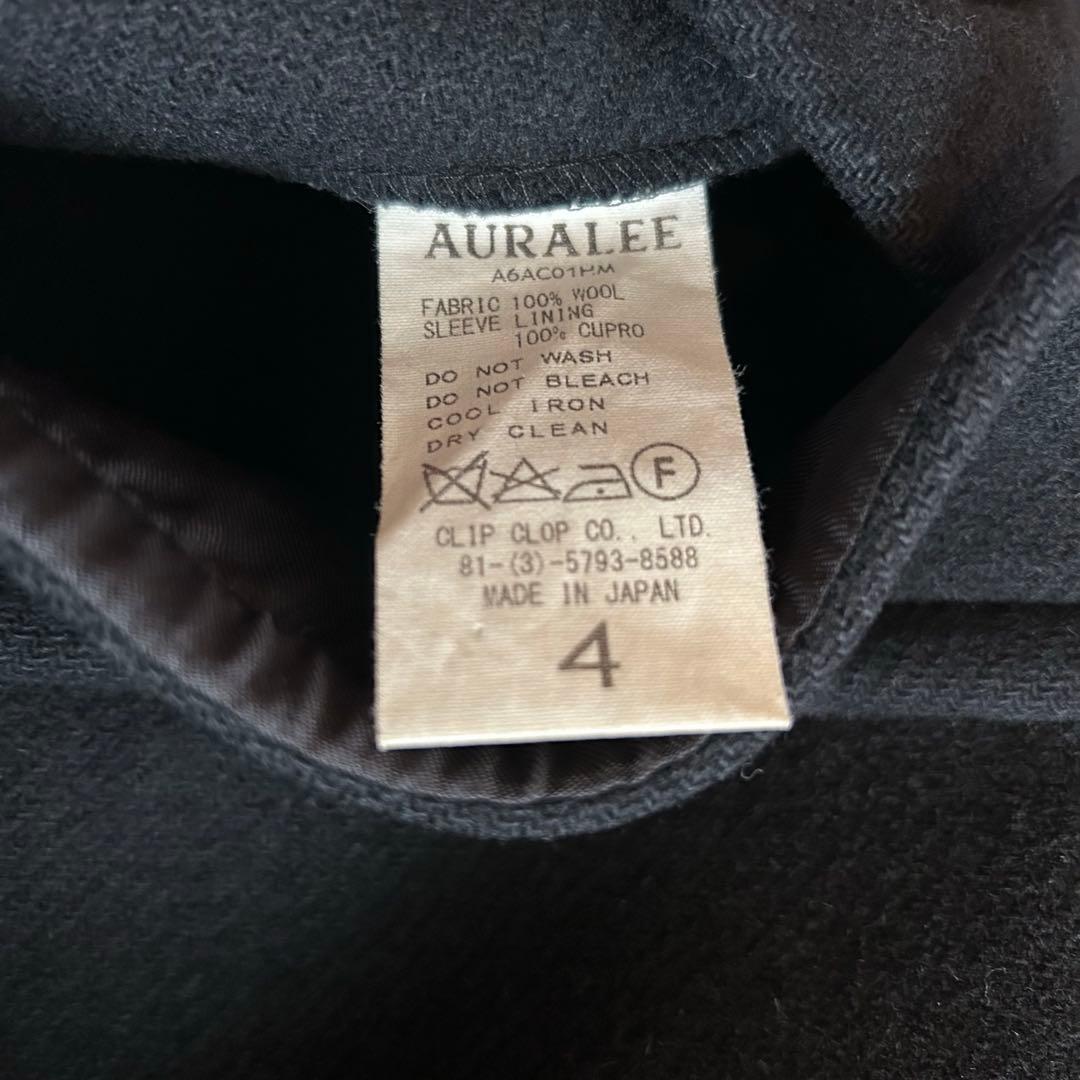 AURALEE
A6AC01HM
FABRIC 100% WOOL
SLEEVE LINING
100% CUPRO
DO NOT WASH
DO NOT BLEACH
COOL IRON
DRY CLEAN
F
CLIP CLOP CO., LTD.
81-(3)-5793-8588
MADE IN JAPAN
4